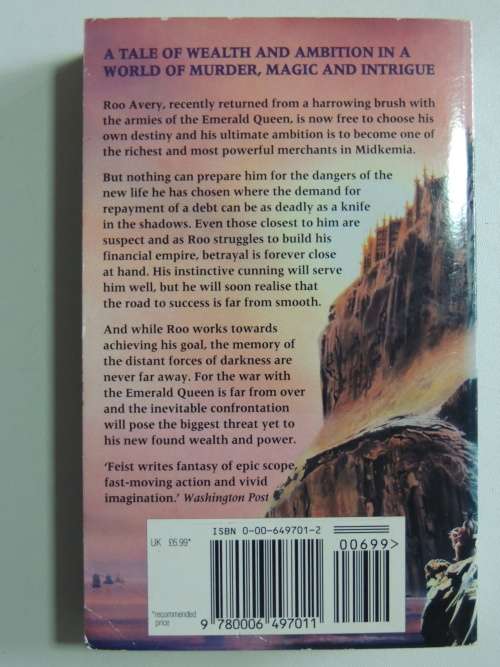 A TALE OF WEALTH AND AMBITION IN A
WORLD OF MURDER, MAGIC AND INTRIGUE
Roo Avery, recently returned from a harrowing brush with
the armies of the Emerald Queen, is now free to choose his
own destiny and his ultimate ambition is to become one of
the richest and most powerful merchants in Midkemia.
But nothing can prepare him for the dangers of the
new life he has chosen where the demand for
repayment of a debt can be as deadly as a knife
in the shadows. Even those closest to him are
suspect and as Roo struggles to build his
financial empire, betrayal is forever close
at hand. His instinctive cunning will serve
him well, but he will soon realise that
the road to success is far from smooth.
And while Roo works towards
achieving his goal, the memory of
the distant forces of darkness are
never far away. For the war with
the Emerald Queen is far from over
and the inevitable confrontation
will pose the biggest threat yet to
his new found wealth and power.
‘Feist writes fantasy of epic scope,
fast-moving action and vivid
imagination.’ Washington Post
ISBN 0-00-649701-2
UK £6.99*
00699>
*recommended
price
9 780006 497011